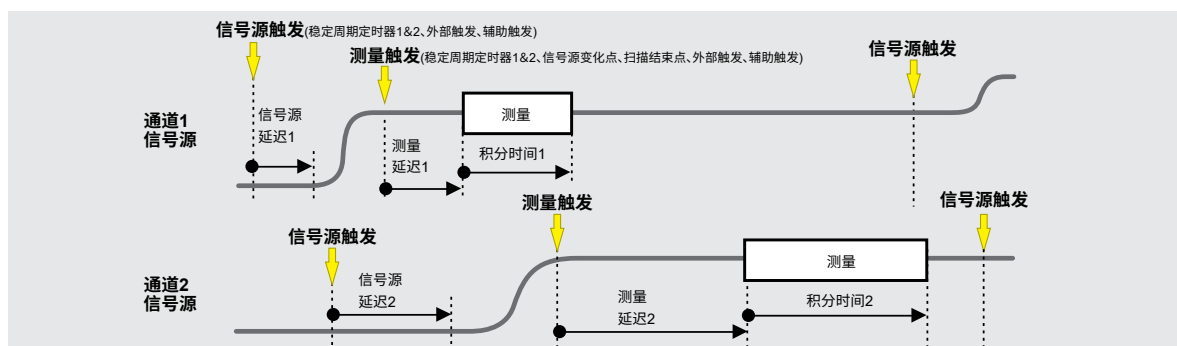 信号源触发(稳定周期定时器1&2、外部触发、辅助触发)
测量触发(稳定周期定时器1&2、信号源变化点、扫描结束点、外部触发、辅助触发)
信号源触发
通道1
信号源
信号源
延迟1
测量
延迟1
测量
积分时间1
测量触发
信号源触发
信号源触发
通道2
信号源
信号源
延迟2
测量
延迟2
测量
积分时间2